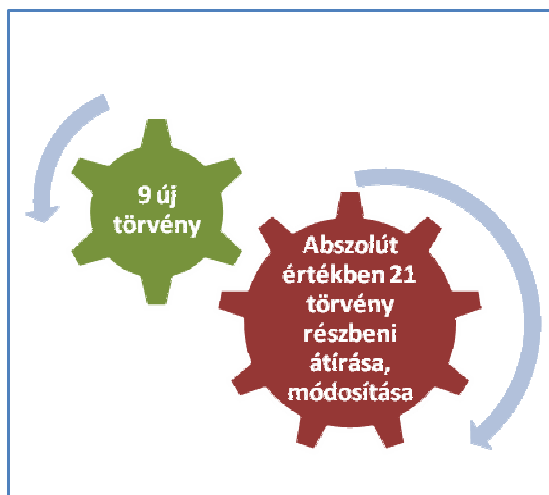 9 új
törvény
Abszolút
értékben 21
törvény
részbeni
átírása,
módosítása